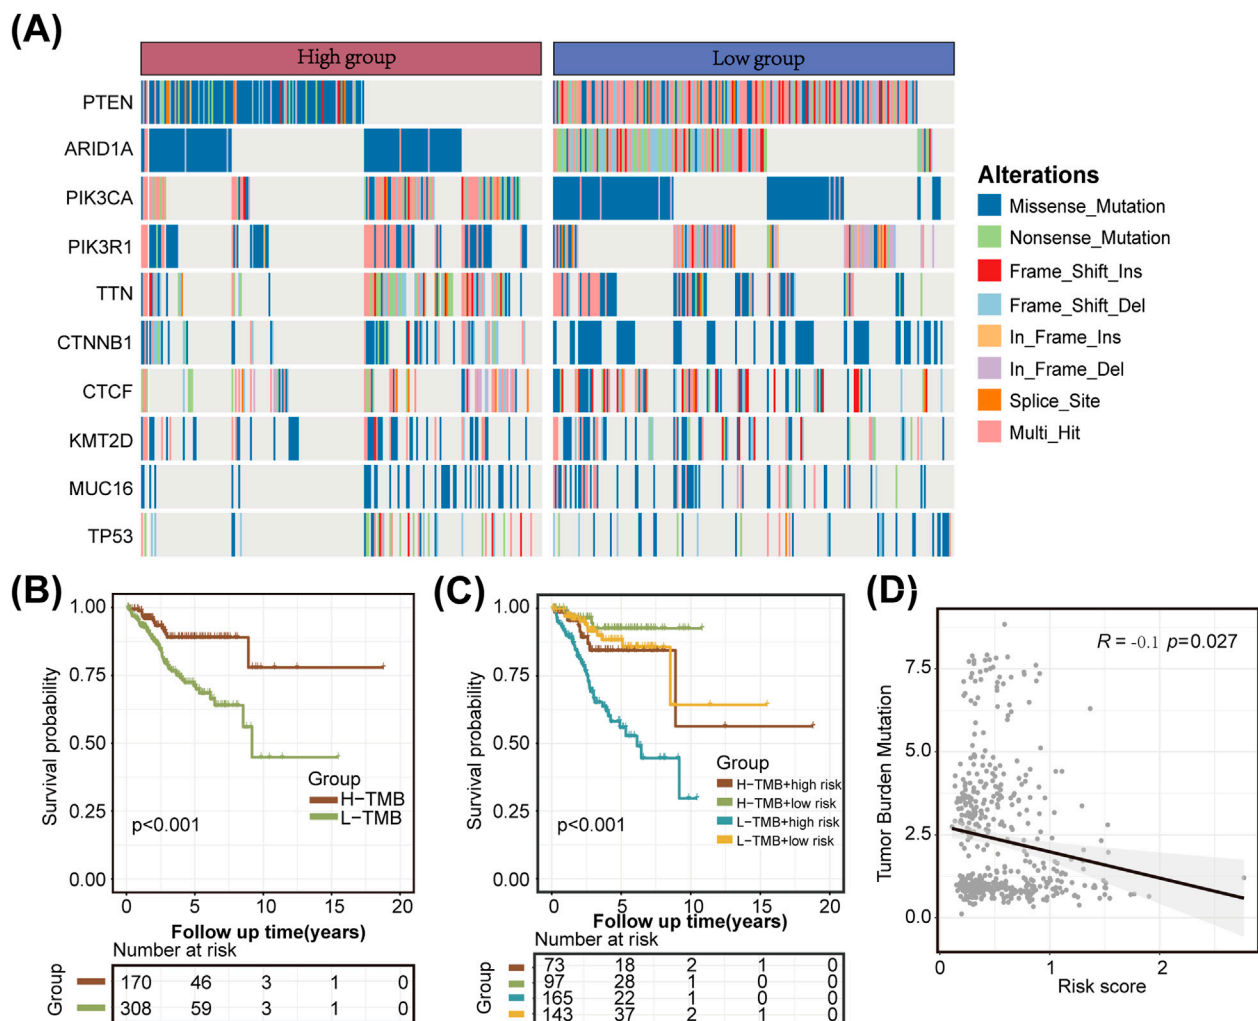 (A)
High group
Low group
PTEN
ARID1A
PIK3CA
PIK3R1
TTN
CTNNB1
CTCF
KMT2D
MUC16
TP53
Alterations
Missense_Mutation
Nonsense_Mutation
Frame_Shift_Ins
Frame_Shift_Del
In_Frame_Ins
In_Frame_Del
Splice_Site
Multi_Hit
(B)
Survival probability
1.00
0.75
0.50
0.25
0.00
Group
H-TMB
L-TMB
p<0.001
0 5 10 15 20
Follow up time(years)
Number at risk
Group
170 46 3 1 0
308 59 3 1 0
(C)
Survival probability
1.00
0.75
0.50
0.25
0.00
Group
H-TMB+high risk
H-TMB+low risk
L-TMB+high risk
L-TMB+low risk
p<0.001
0 5 10 15 20
Follow up time(years)
Number at risk
Group
73 18 2 1 0
97 28 1 0 0
165 22 1 0 0
143 37 2 1 0
(D)
R = -0.1 p=0.027
Tumor Burden Mutation
7.5
5.0
2.5
0.0
0 1 2
Risk score